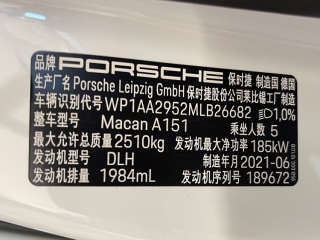 品牌 PORSCHE 保时捷 制造国 德国
生产厂名 Porsche Leipzig GmbH 保时捷股份公司莱比锡工厂制造
车辆识别代号 WP1AA2952MLB26682 1,0%
整车型号 Macan A151 乘坐人数 5
最大允许总质量 2510kg 发动机最大净功率 185kW
发动机型号 DLH 制造年月 2021-06
发动机排量 1984mL 发动机序列号 189672